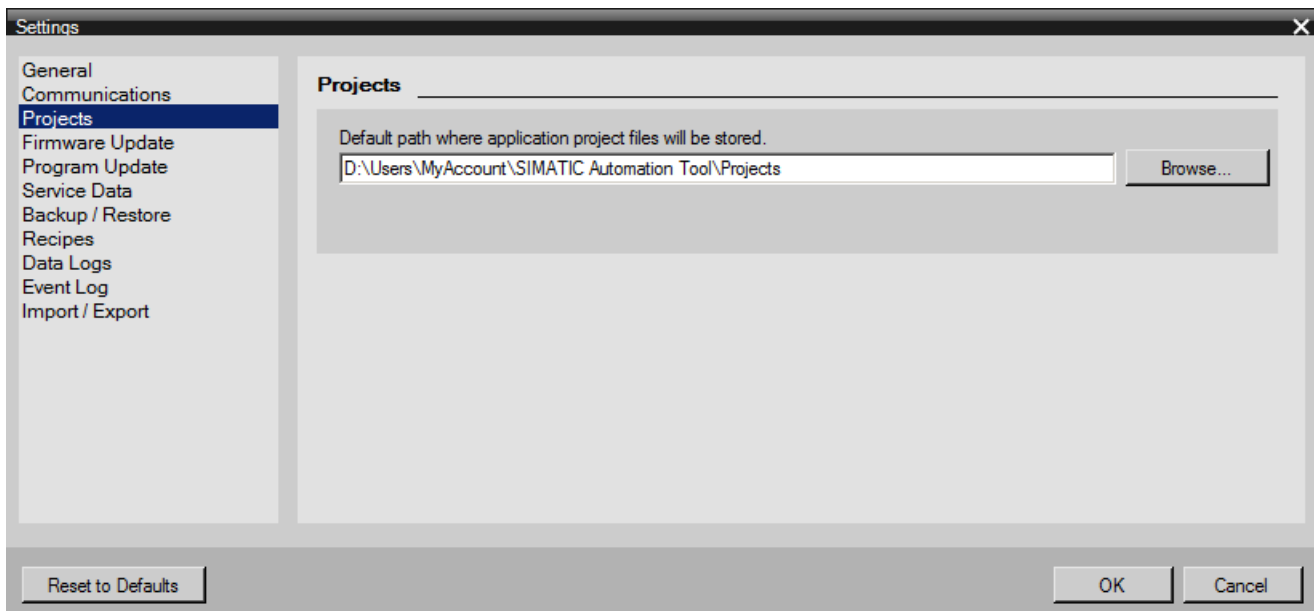 Settings
General
Communications
Projects
Firmware Update
Program Update
Service Data
Backup / Restore
Recipes
Data Logs
Event Log
Import / Export
Projects
Default path where application project files will be stored.
D:\Users\MyAccount\SIMATIC Automation Tool\Projects
Browse...
Reset to Defaults
OK
Cancel